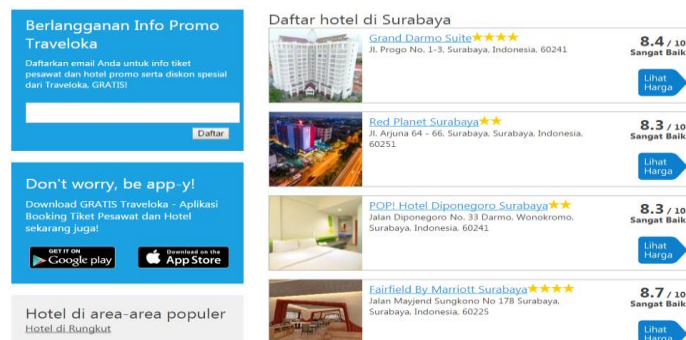 Berlangganan Info Promo
Traveloka
Daftarkan email Anda untuk info tiket
pesawat dan hotel promo serta diskon spesial
dari Traveloka, GRATIS!
Daftar
Don't worry, be app-y!
Download GRATIS Traveloka - Aplikasi
Booking Tiket Pesawat dan Hotel
sekarang juga!
GET IT ON
Google play
Download on the
App Store
Hotel di area-area populer
Hotel di Rungkut
Daftar hotel di Surabaya
Grand Darmo Suite★★★★
Jl. Progo No. 1-3, Surabaya, Indonesia, 60241
8.4 / 10
Sangat Baik
Lihat
Harga
Red Planet Surabaya★★
Jl. Arjuna 64 - 66, Surabaya, Surabaya, Indonesia,
60251
8.3 / 10
Sangat Baik
Lihat
Harga
POP! Hotel Diponegoro Surabaya★★
Jalan Diponegoro No. 33 Darmo, Wonokromo,
Surabaya, Indonesia, 60241
8.3 / 10
Sangat Baik
Lihat
Harga
Fairfield By Marriott Surabaya★★★★
Jalan Mayjend Sungkono No 178 Surabaya,
Surabaya, Indonesia, 60225
8.7 / 10
Sangat Baik
Lihat
Harga